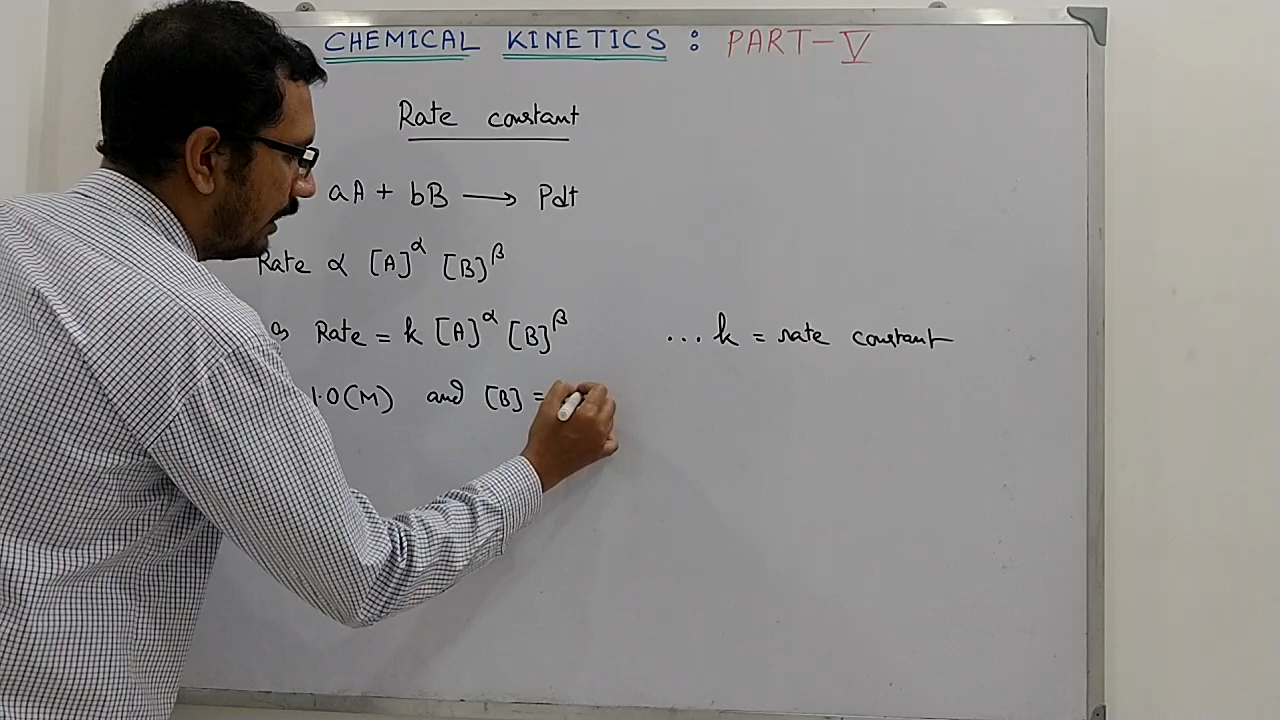 CHEMICAL KINETICS : PART-V
Rate constant
aA + bB ⟶ Pdt
Rate ∝ [A]^α [B]^β
Rate = k [A]^α [B]^β ... k = rate constant
1.0(M) and [B] =